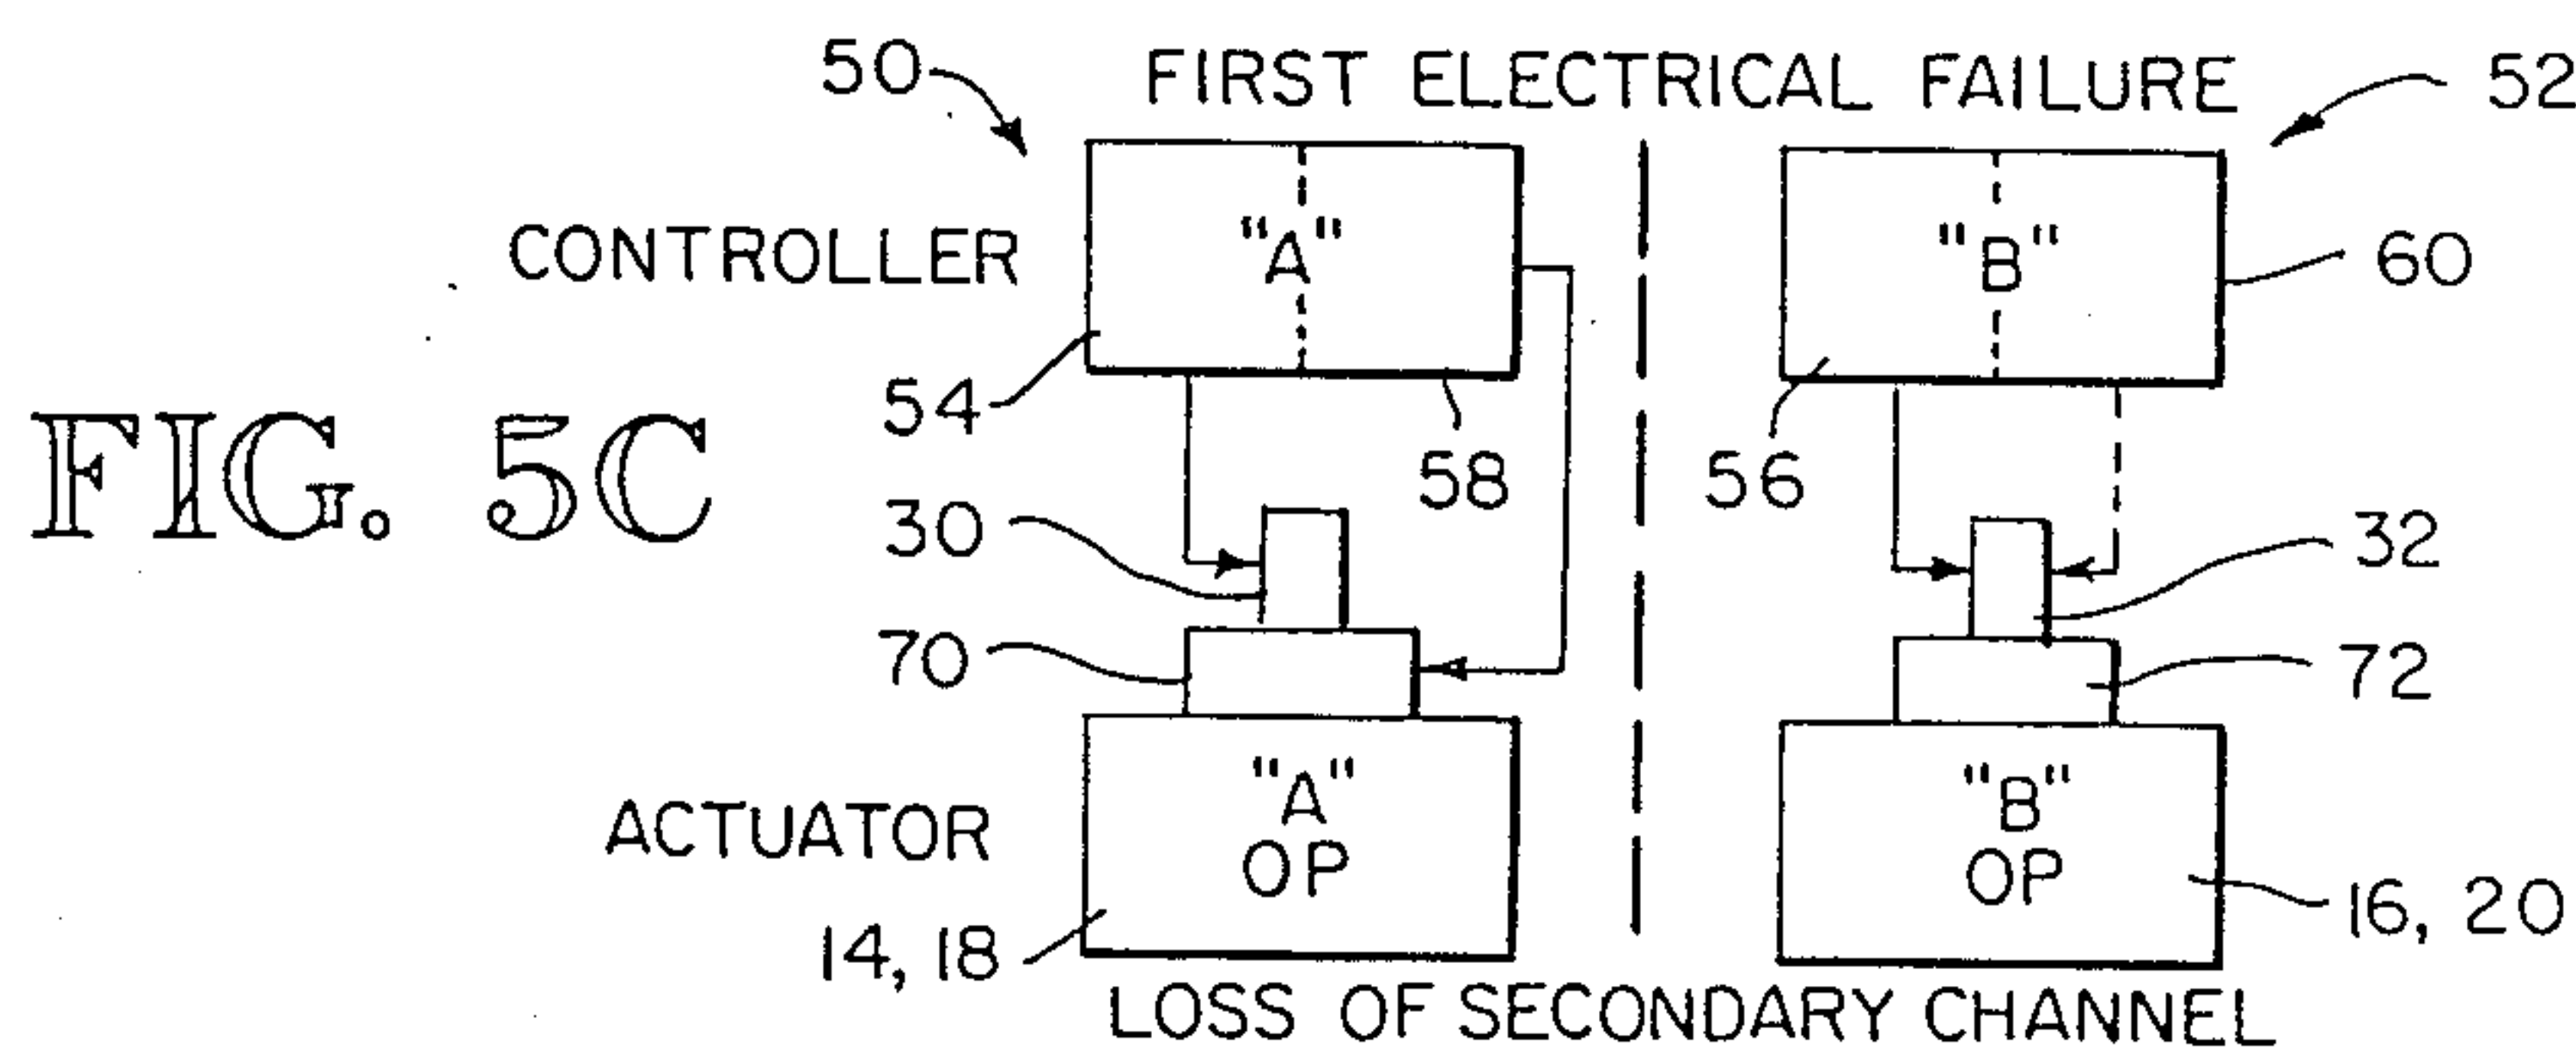 50 FIRST ELECTRICAL FAILURE 52
CONTROLLER "A" "B" 60
54 58 56
FIG. 5C
30 32
70 72
ACTUATOR "A" OP "B" OP
14, 18 16, 20
LOSS OF SECONDARY CHANNEL